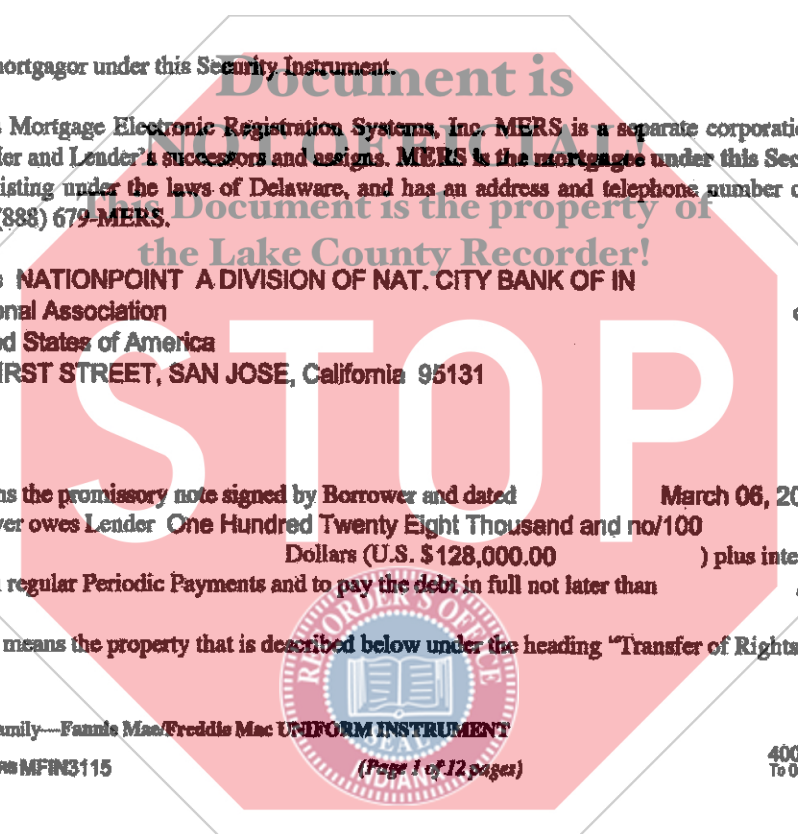 ortgagor under this Security Instrument.
Document is
Mortgage Electronic Registration Systems, Inc. MERS is a separate corporatio
NOT OFFICIAL!
er and Lender's successors and assigns. MERS is the mortgagee under this Sec
isting under the laws of Delaware, and has an address and telephone number o
This Document is the property of
(888) 679-MERS.
the Lake County Recorder!
NATIONPOINT A DIVISION OF NAT. CITY BANK OF IN
onal Association
d States of America
IRST STREET, SAN JOSE, California 95131
STOP
ns the promissory note signed by Borrower and dated March 06, 20
ver owes Lender One Hundred Twenty Eight Thousand and no/100
Dollars (U.S. $128,000.00 ) plus inte
regular Periodic Payments and to pay the debt in full not later than
RECORDER'S OFFICE
means the property that is described below under the heading "Transfer of Rights
amily—Fannie Mae/Freddie Mac UNIFORM INSTRUMENT
SEAL
MFIN3115 (Page 1 of 12 pages) 400
INDIANA To O